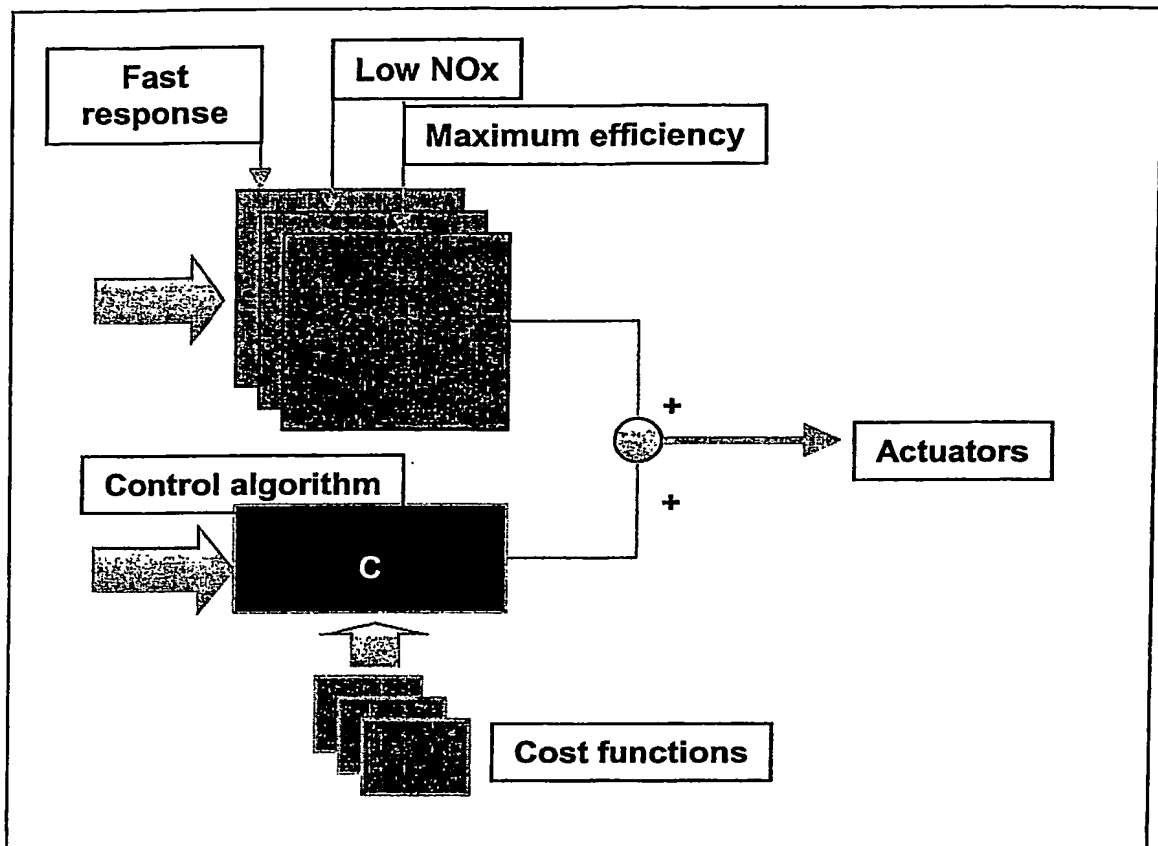 Fast
response
Low NOx
Maximum efficiency
+
Actuators
+
Control algorithm
C
Cost functions